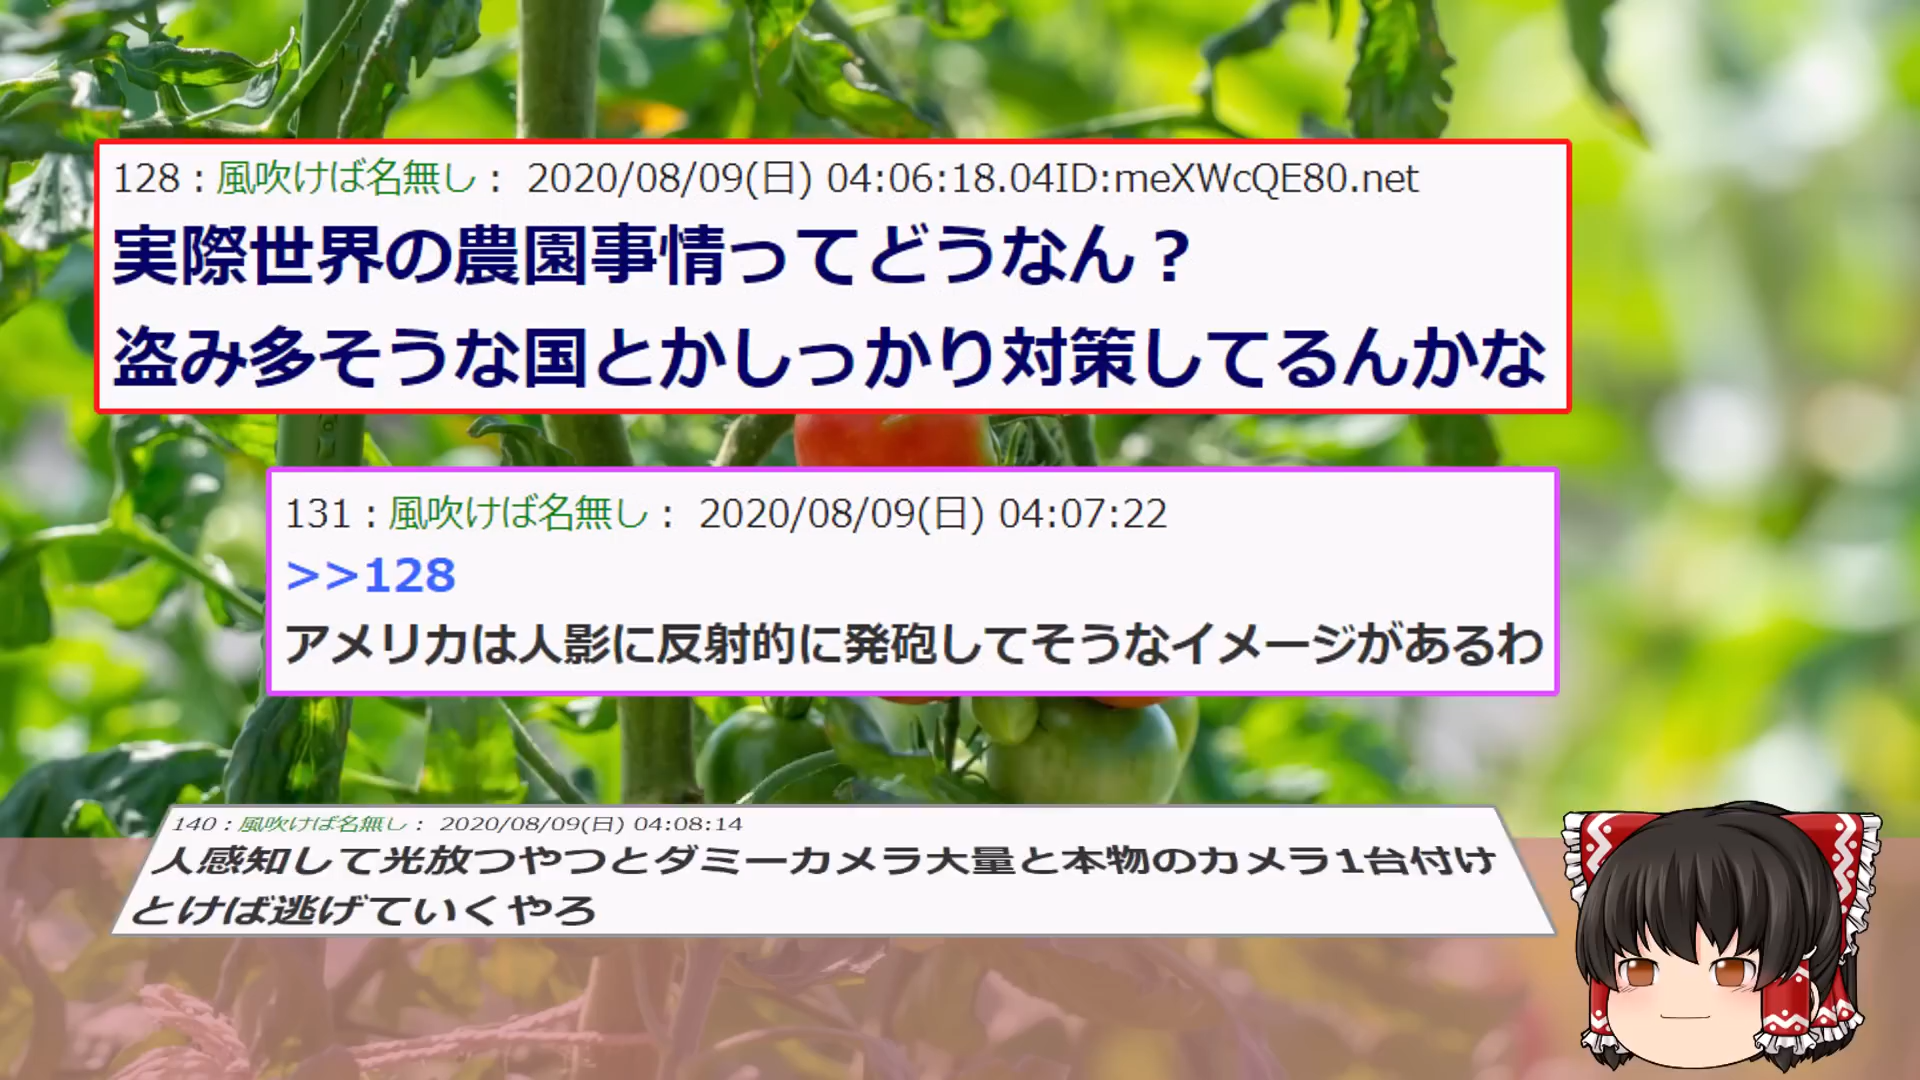 128 : 風吹けば名無し : 2020/08/09(日) 04:06:18.04ID:meXWcQE80.net
実際世界の農園事情ってどうなん？
盗み多そうな国とかしっかり対策してるんかな
131 : 風吹けば名無し : 2020/08/09(日) 04:07:22
>>128
アメリカは人影に反射的に発砲してそうなイメージがあるわ
140 : 風吹けば名無し : 2020/08/09(日) 04:08:14
人感知して光放つやつとダミーカメラ大量と本物のカメラ1台付け
とけば逃げていくやろ